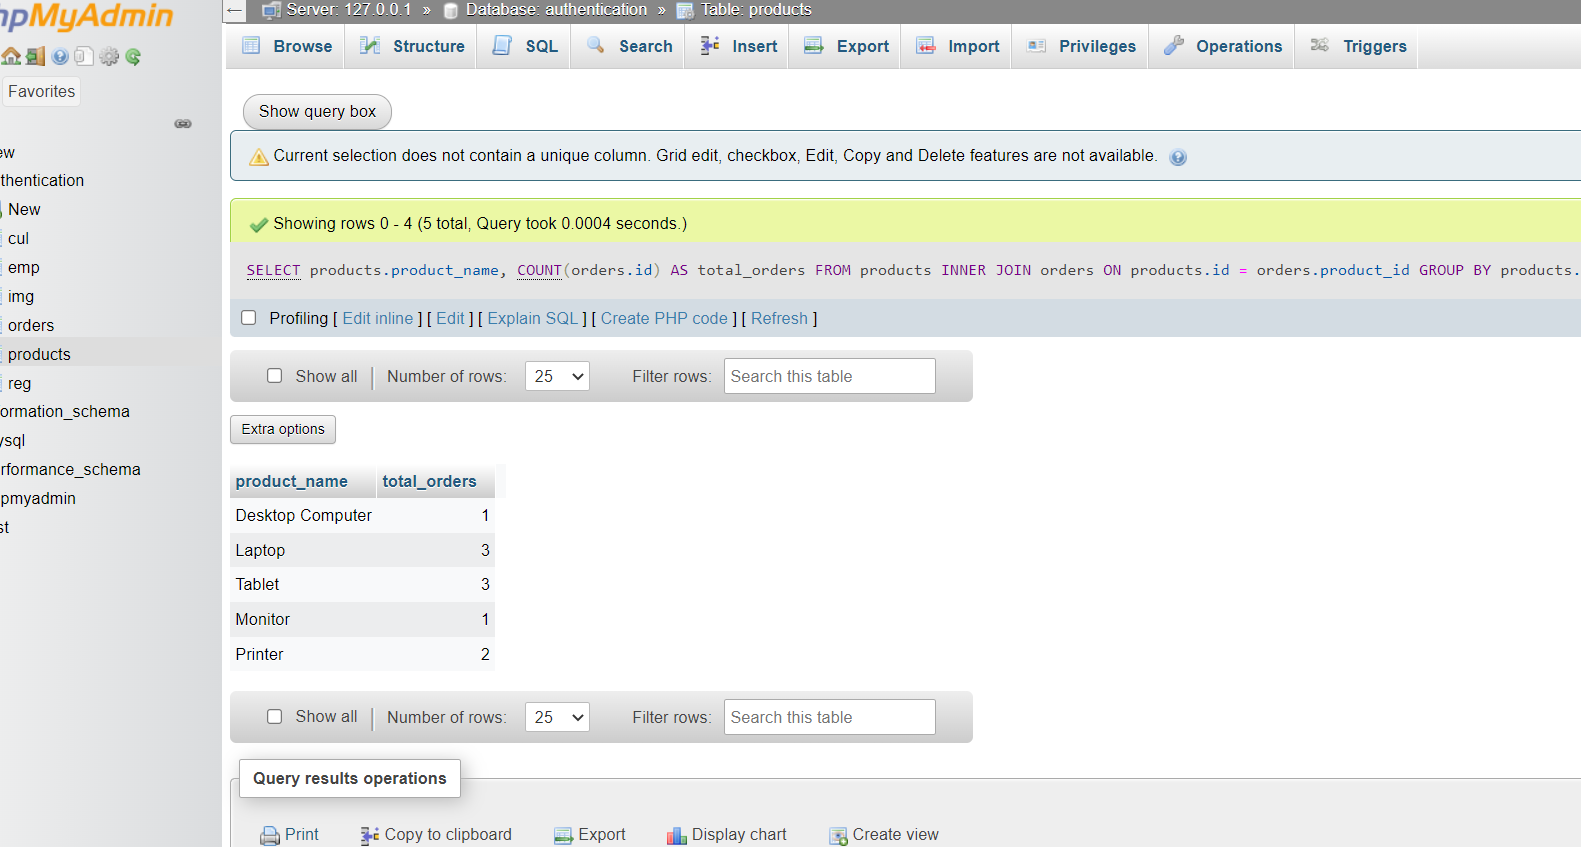 hpMyAdmin
Server: 127.0.0.1 » Database: authentication » Table: products
Browse Structure SQL Search Insert Export Import Privileges Operations Triggers
Favorites
Show query box
ew
Current selection does not contain a unique column. Grid edit, checkbox, Edit, Copy and Delete features are not available.
thentication
New
Showing rows 0 - 4 (5 total, Query took 0.0004 seconds.)
cul
emp
SELECT products.product_name, COUNT(orders.id) AS total_orders FROM products INNER JOIN orders ON products.id = orders.product_id GROUP BY products.
img
orders
Profiling [ Edit inline ] [ Edit ] [ Explain SQL ] [ Create PHP code ] [ Refresh ]
products
reg
Show all Number of rows: 25 Filter rows: Search this table
ormation_schema
Extra options
ysql
rformance_schema
product_name total_orders
pmyadmin
Desktop Computer 1
st
Laptop 3
Tablet 3
Monitor 1
Printer 2
Show all Number of rows: 25 Filter rows: Search this table
Query results operations
Print Copy to clipboard Export Display chart Create view